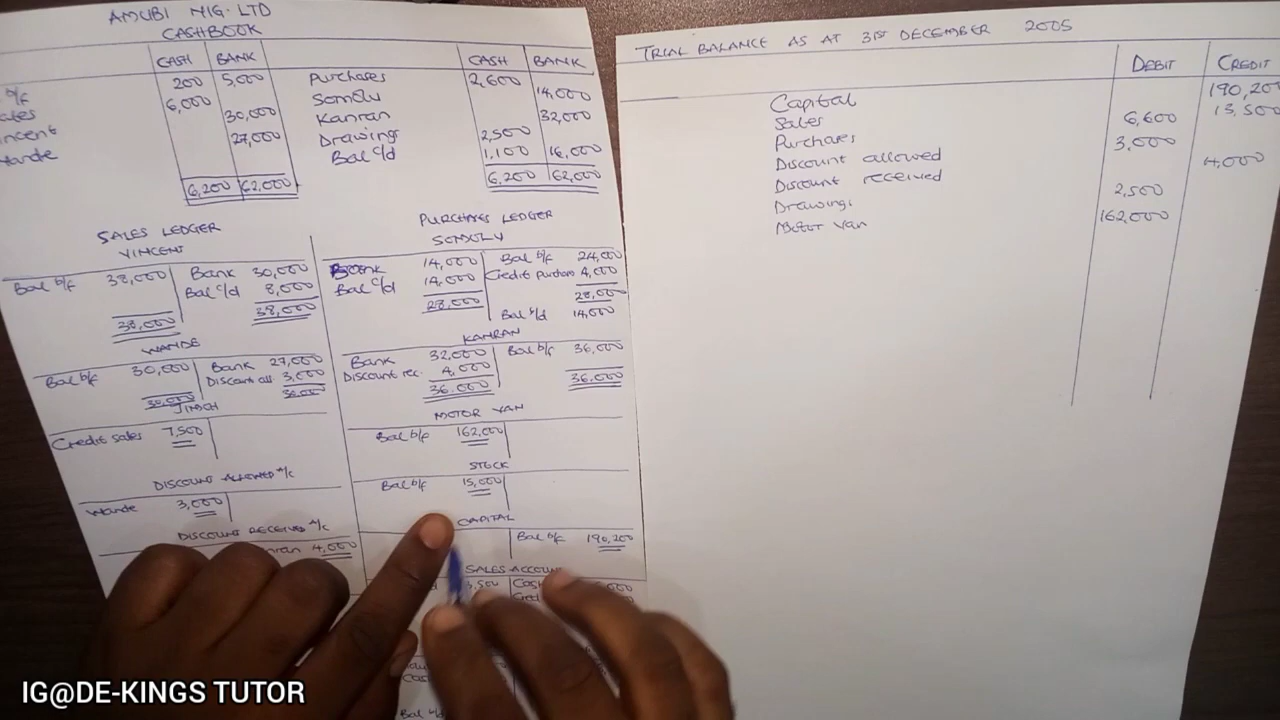 AMUBI NIG. LTD
CASHBOOK
CASH BANK CASH BANK
b/f 200 5,000 Purchases 2,600
6,000 Somolu 14,000
30,000 Kanran 32,000
27,000 Drawings 2,500
Bal c/d 1,100 16,000
6,200 62,000 6,200 62,000
SALES LEDGER
VINCENT
Bal b/f 38,000 Bank 30,000
Bal c/d 8,000
38,000 38,000
WANDE
Bal b/f 30,000 Bank 27,000
Discount all. 3,000
30,000 30,000
JIMOH
Credit sales 7,500
DISCOUNT ALLOWED A/C
Wande 3,000
DISCOUNT RECEIVED A/C
4,000
PURCHASES LEDGER
SOMOLU
Bank 14,000 Bal b/f 24,000
Bal c/d 14,000 Credit purchase 4,000
28,000 28,000
Bal b/d 14,000
KANRAN
Bank 32,000 Bal b/f 36,000
Discount rec. 4,000
36,000 36,000
MOTOR VAN
Bal b/f 162,000
STOCK
Bal b/f 15,000
CAPITAL
Bal b/f 190,200
SALES ACCOUNT
TRIAL BALANCE AS AT 31ST DECEMBER 2005
DEBIT CREDIT
Capital 190,200
Sales 13,500
Purchases 6,600
Discount allowed 3,000
Discount received 4,000
Drawings 2,500
Motor van 162,000
IG@DE-KINGS TUTOR